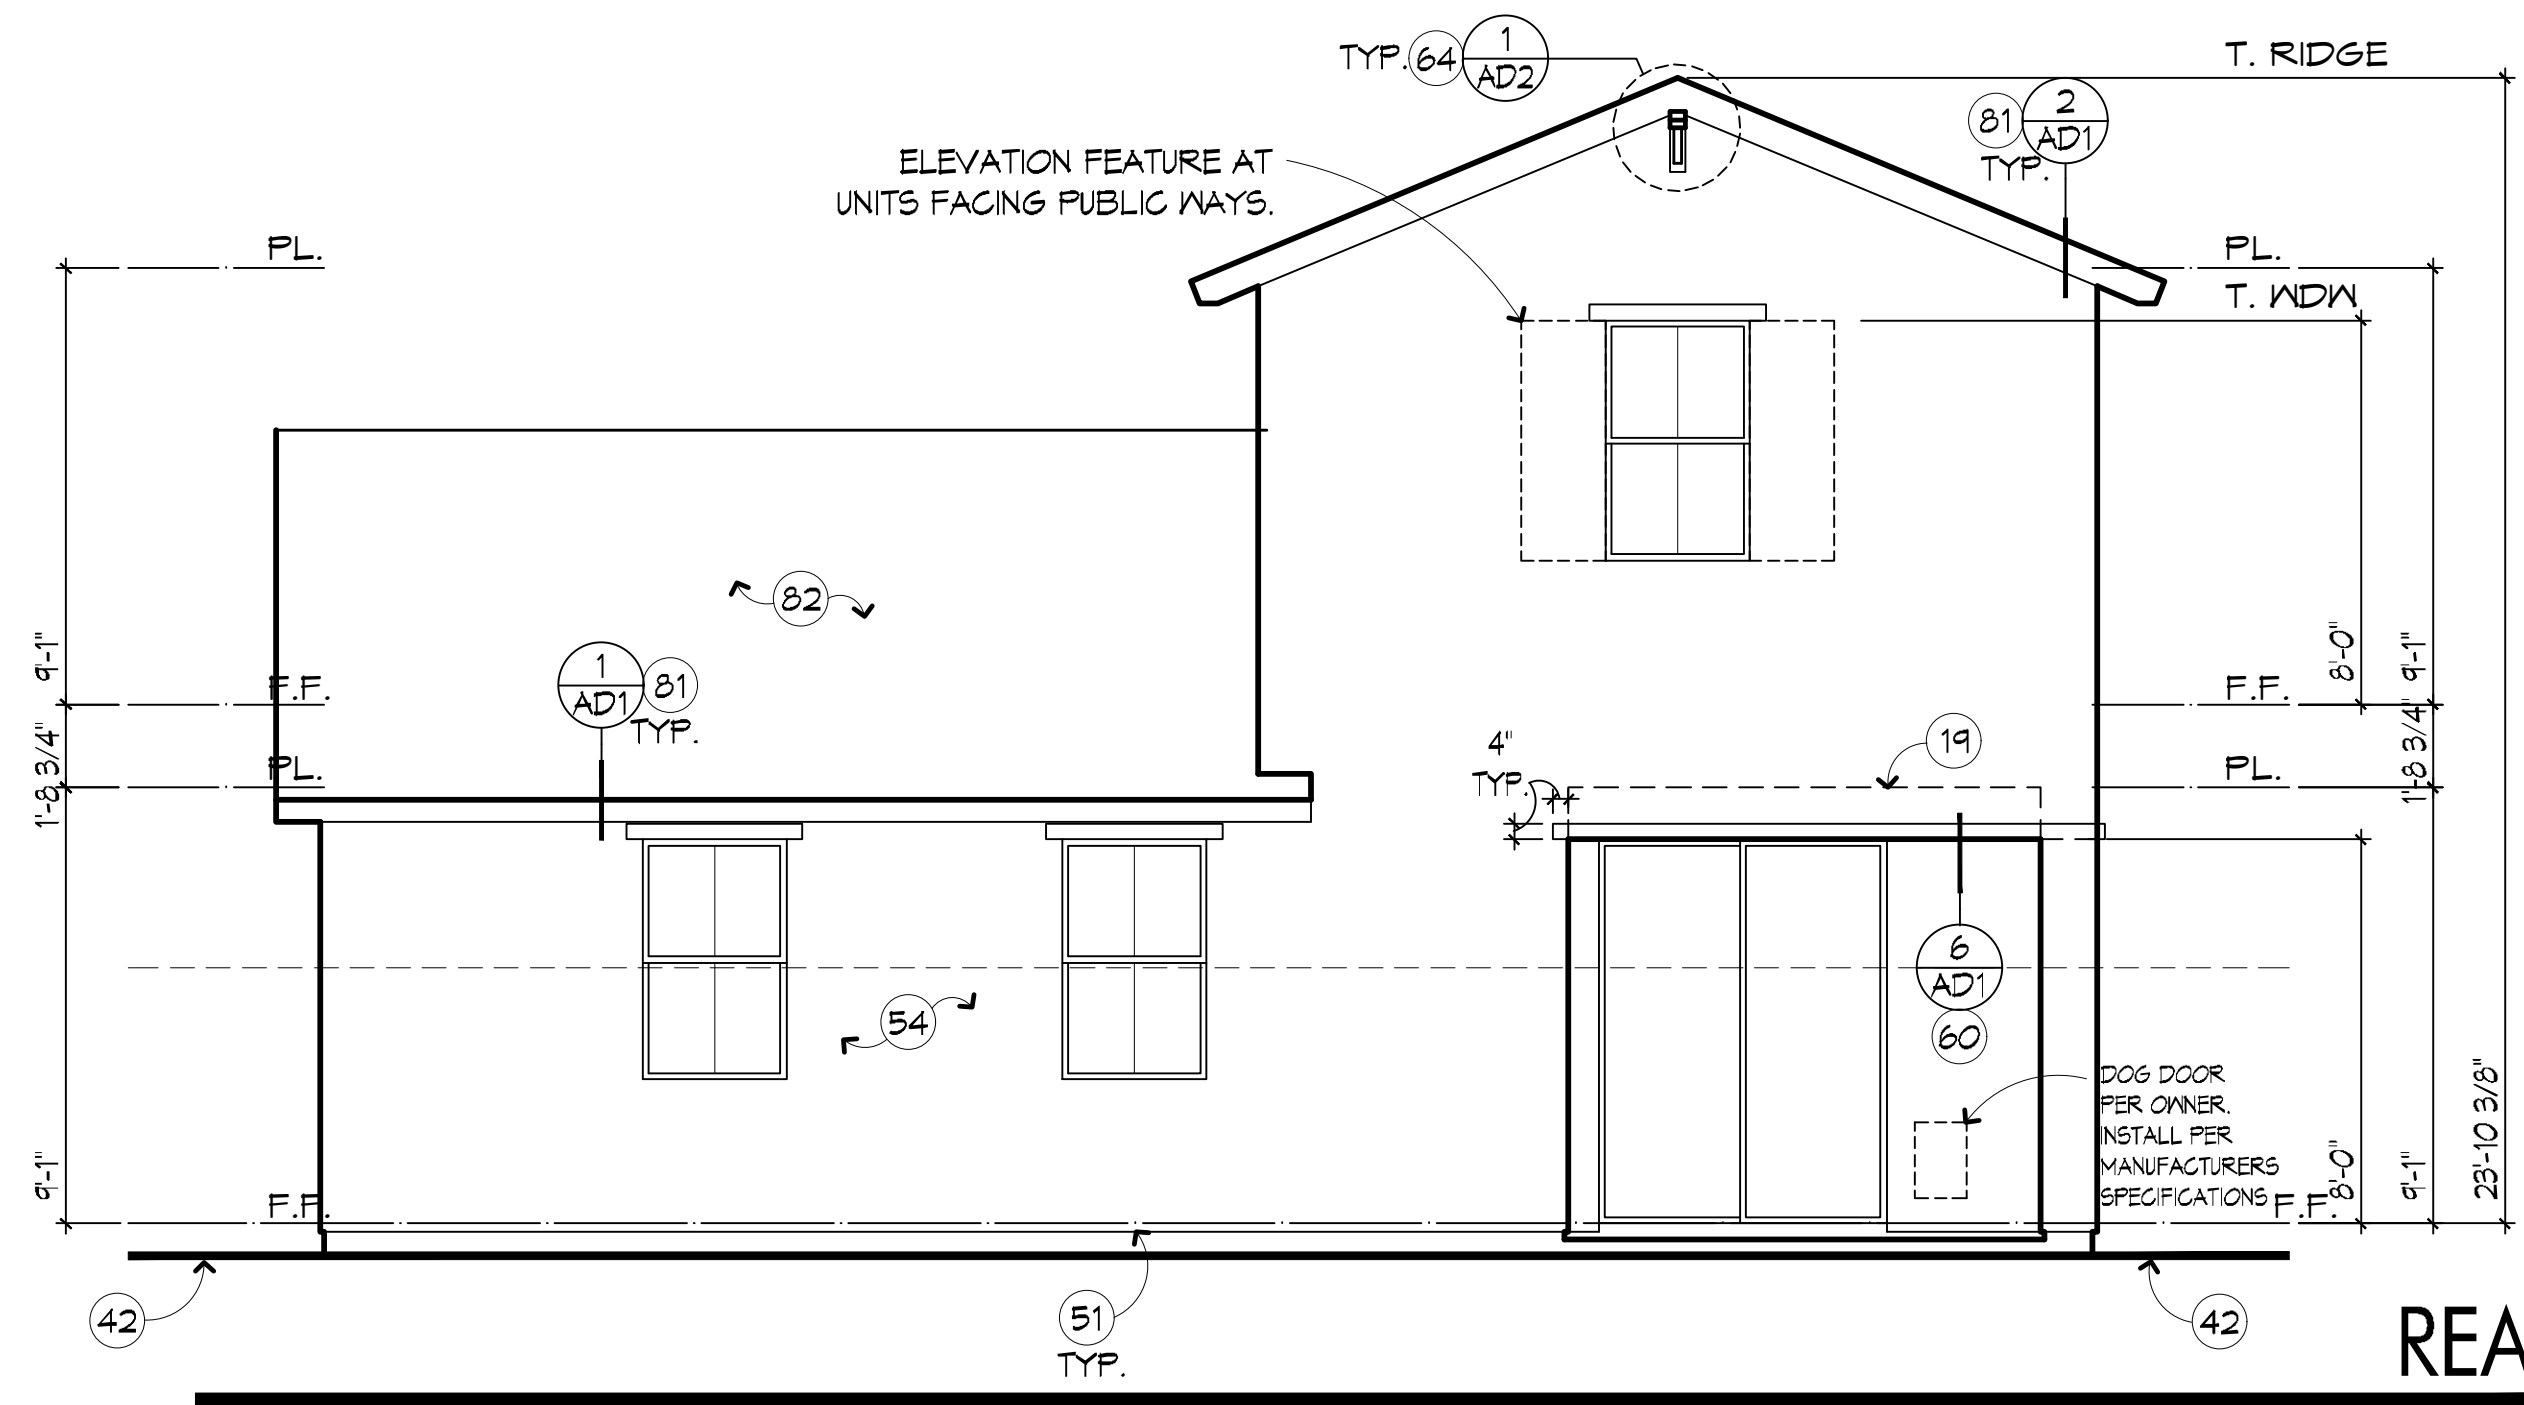 T. RIDGE
TYP. 64 1
AD2
81 2
AD1
TYP.
ELEVATION FEATURE AT
UNITS FACING PUBLIC WAYS.
PL.
PL.
T. WDW
82
9'-1"
8'-0"
9'-1"
F.F.
F.F.
1
AD1
81
TYP.
1'-8 3/4"
1'-8 3/4"
4"
TYP.
19
PL.
PL.
6
AD1
60
54
DOG DOOR
PER OWNER.
INSTALL PER
MANUFACTURERS
SPECIFICATIONS
9'-1"
8'-0"
9'-1"
23'-10 3/8"
F.F.
F.F.
42
51
TYP.
42
REA